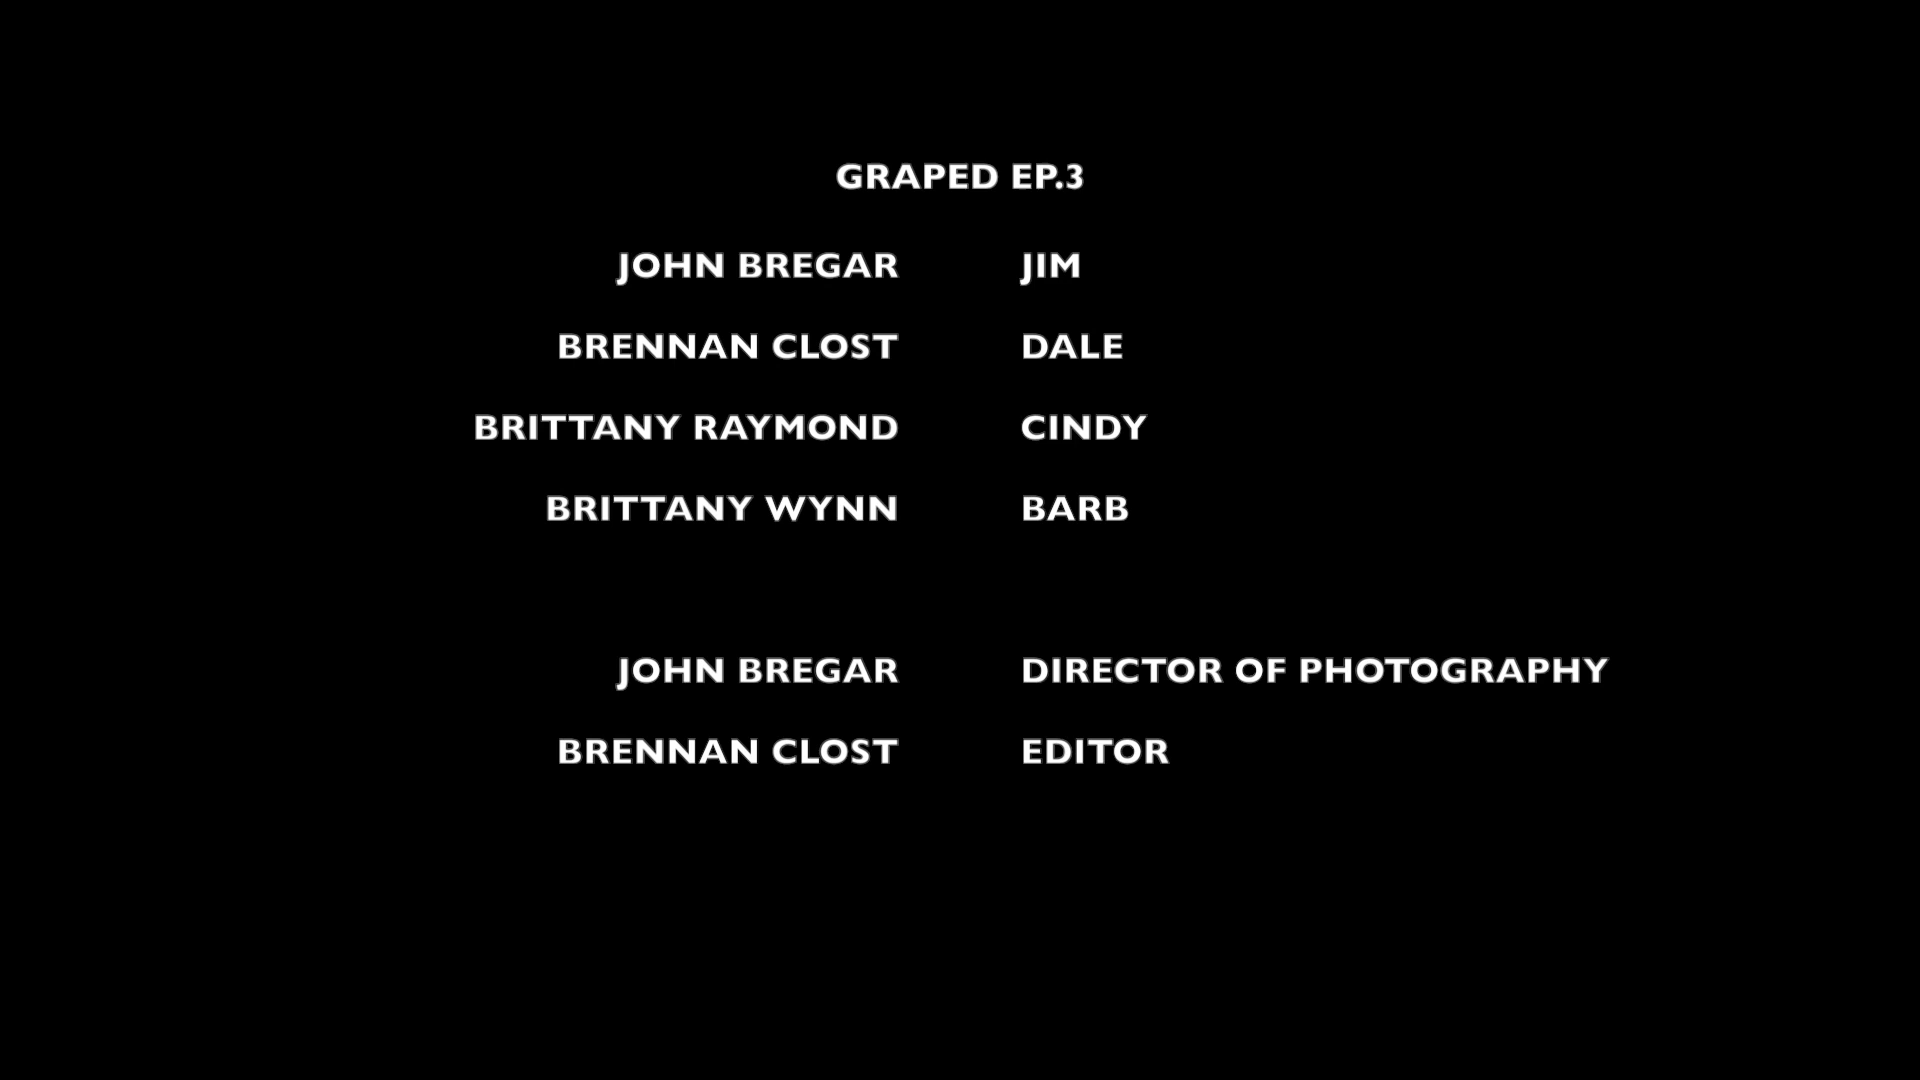 GRAPED EP.3
JOHN BREGAR JIM
BRENNAN CLOST DALE
BRITTANY RAYMOND CINDY
BRITTANY WYNN BARB
JOHN BREGAR DIRECTOR OF PHOTOGRAPHY
BRENNAN CLOST EDITOR